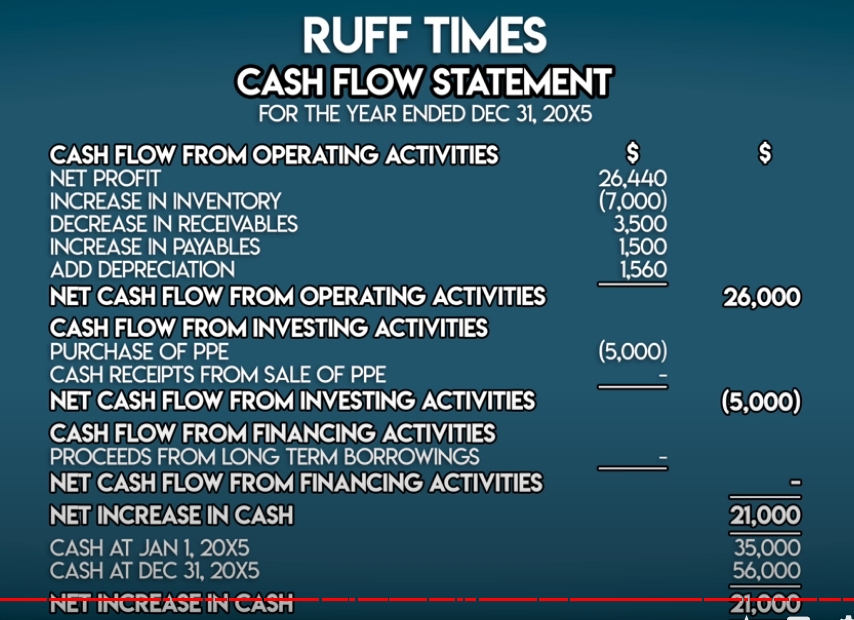 RUFF TIMES
CASH FLOW STATEMENT
FOR THE YEAR ENDED DEC 31, 20X5
CASH FLOW FROM OPERATING ACTIVITIES $ $
NET PROFIT 26,440
INCREASE IN INVENTORY (7,000)
DECREASE IN RECEIVABLES 3,500
INCREASE IN PAYABLES 1,500
ADD DEPRECIATION 1,560
NET CASH FLOW FROM OPERATING ACTIVITIES 26,000
CASH FLOW FROM INVESTING ACTIVITIES
PURCHASE OF PPE (5,000)
CASH RECEIPTS FROM SALE OF PPE -
NET CASH FLOW FROM INVESTING ACTIVITIES (5,000)
CASH FLOW FROM FINANCING ACTIVITIES
PROCEEDS FROM LONG TERM BORROWINGS -
NET CASH FLOW FROM FINANCING ACTIVITIES -
NET INCREASE IN CASH 21,000
CASH AT JAN 1, 20X5 35,000
CASH AT DEC 31, 20X5 56,000
NET INCREASE IN CASH 21,000